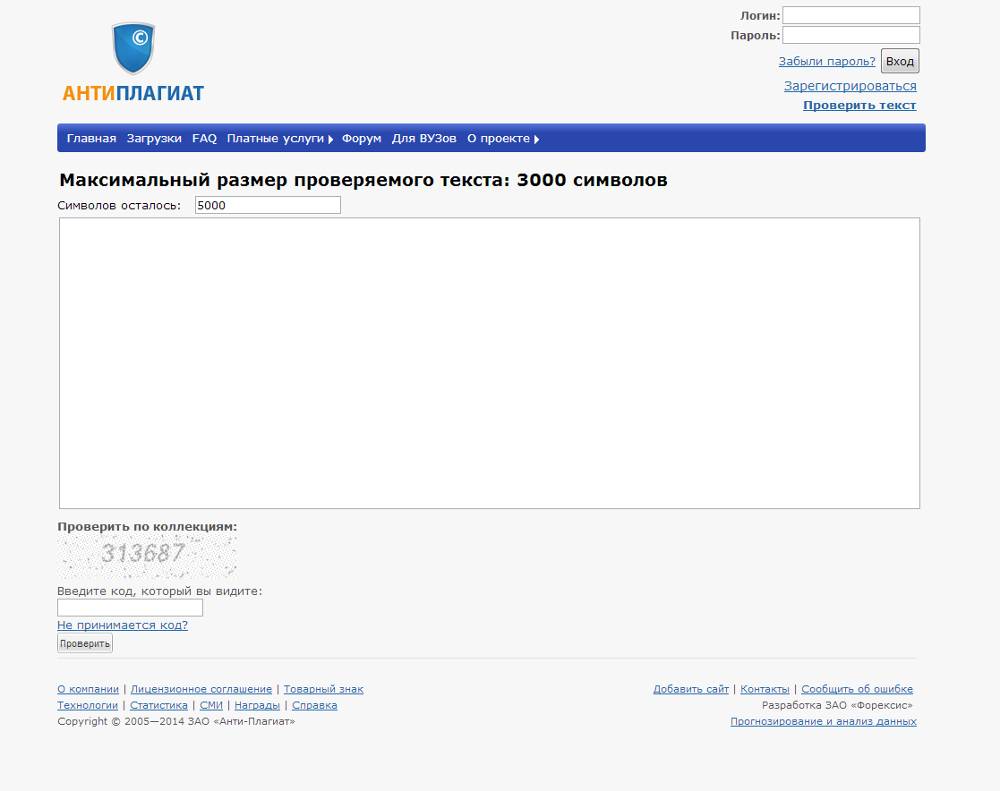 ©
АНТИПЛАГИАТ
Логин:
Пароль:
Забыли пароль? Вход
Зарегистрироваться
Проверить текст
Главная Загрузки FAQ Платные услуги Форум Для ВУЗов О проекте
Максимальный размер проверяемого текста: 3000 символов
Символов осталось: 5000
Проверить по коллекциям:
313687
Введите код, который вы видите:
Не принимается код?
Проверить
О компании | Лицензионное соглашение | Товарный знак
Технологии | Статистика | СМИ | Награды | Справка
Copyright © 2005—2014 ЗАО «Анти-Плагиат»
Добавить сайт | Контакты | Сообщить об ошибке
Разработка ЗАО «Форексис»
Прогнозирование и анализ данных